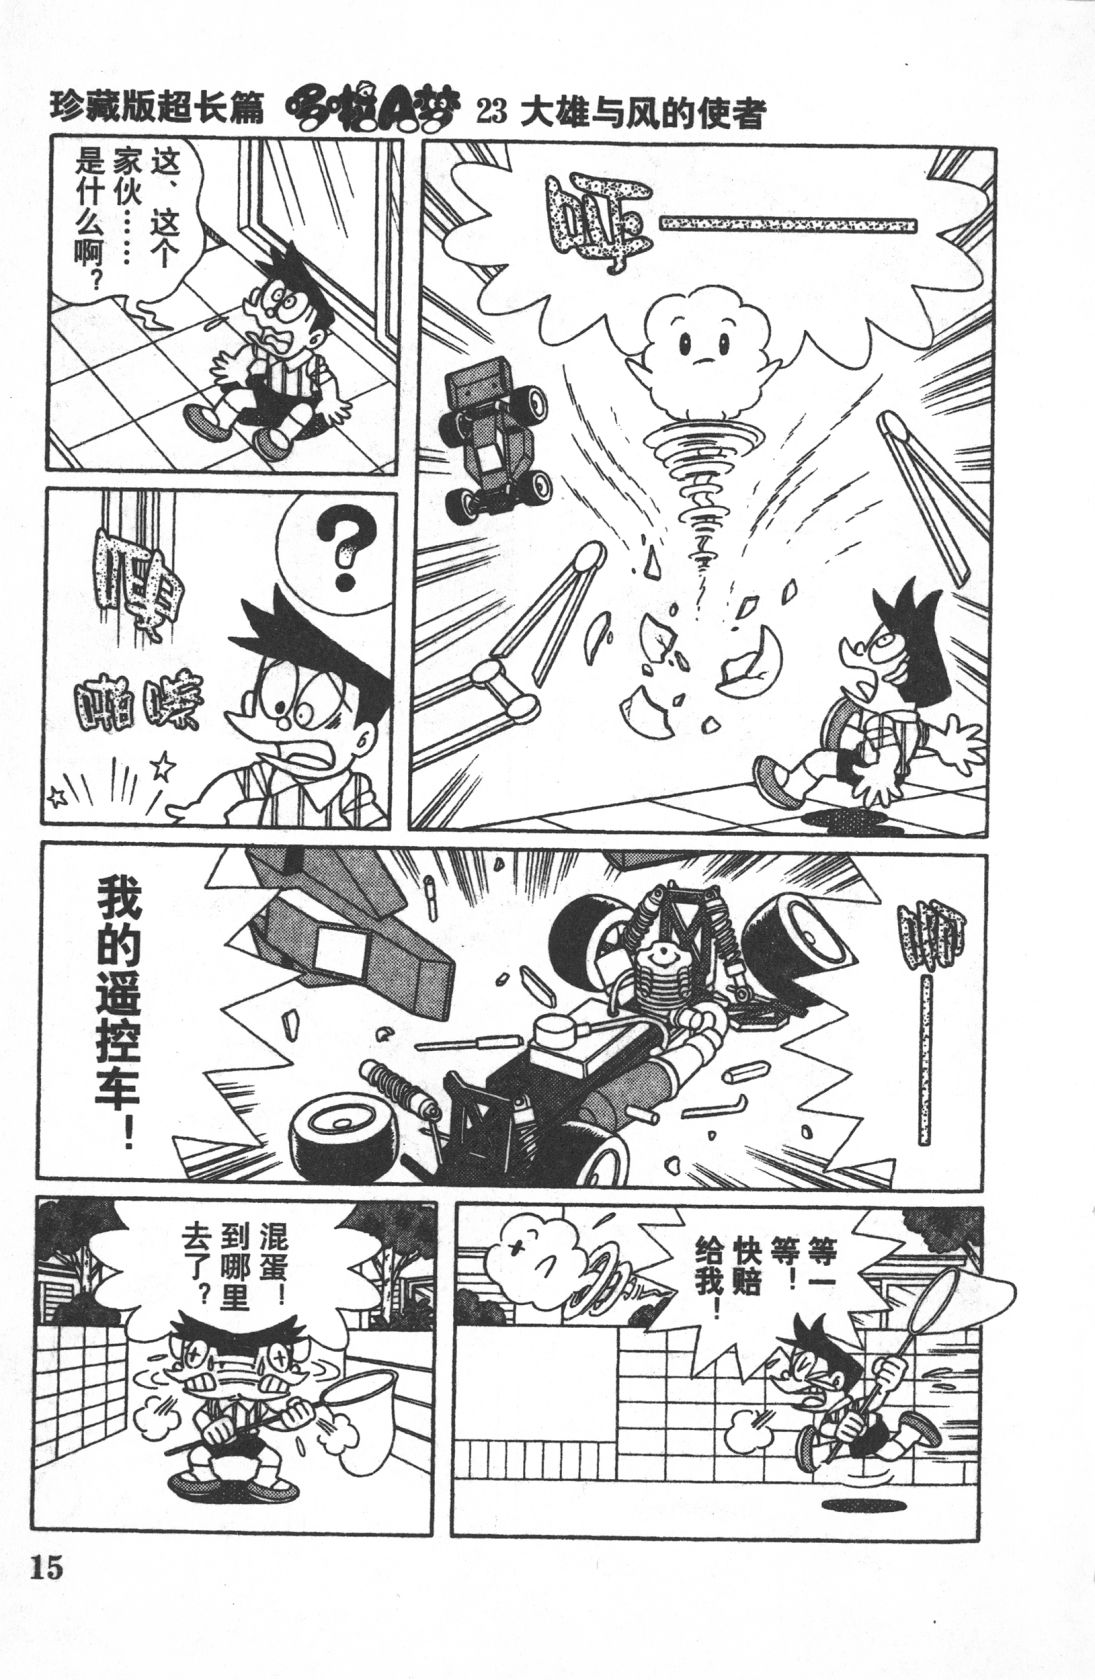 珍藏版超长篇 哆啦A梦 23 大雄与风的使者
哑
这、这个
家伙……
是什么啊？
？
啪嗦
我的遥控车！
等一
等！
快赔
给我！
混蛋！
到哪里
去了？
15